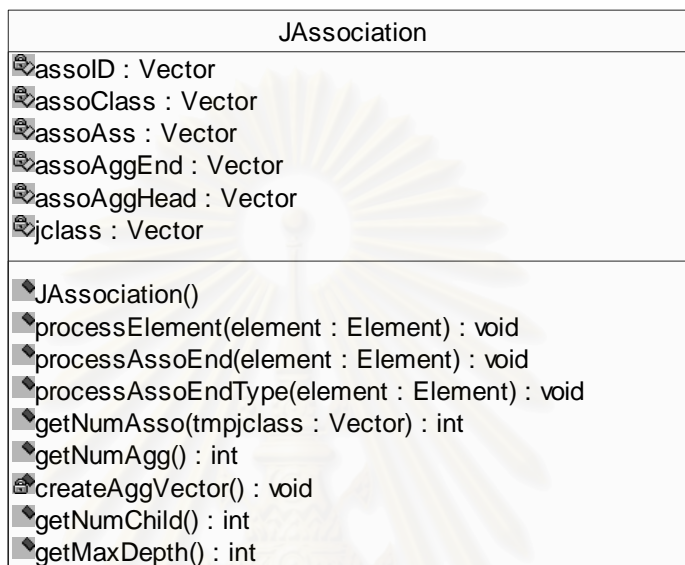 JAssociation
assoID : Vector
assoClass : Vector
assoAss : Vector
assoAggEnd : Vector
assoAggHead : Vector
jclass : Vector
JAssociation()
processElement(element : Element) : void
processAssoEnd(element : Element) : void
processAssoEndType(element : Element) : void
getNumAsso(tmpjclass : Vector) : int
getNumAgg() : int
createAggVector() : void
getNumChild() : int
getMaxDepth() : int